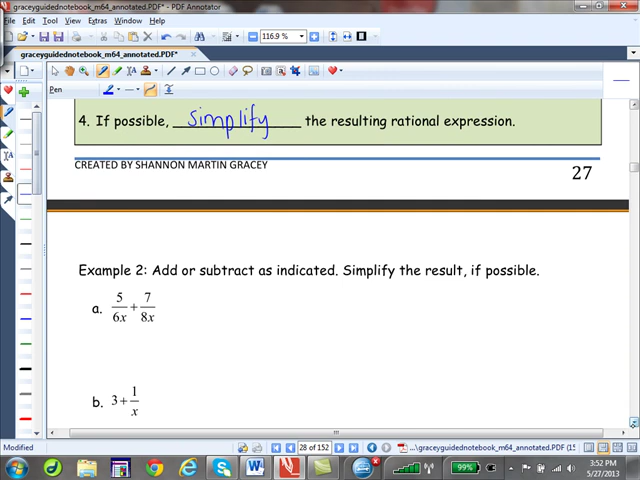 graceyguidednotebook_m64_annotated.PDF* - PDF Annotator
File Edit Tool View Extras Window Help
116.9 %
graceyguidednotebook_m64_annotated.PDF*
Pen
4. If possible, simplify the resulting rational expression.
CREATED BY SHANNON MARTIN GRACEY
27
Example 2: Add or subtract as indicated. Simplify the result, if possible.
a. 5/6x + 7/8x
b. 3 + 1/x
Modified
28 of 152
...\graceyguidednotebook_m64_annotated.PDF*
99%
3:52 PM
5/27/2013